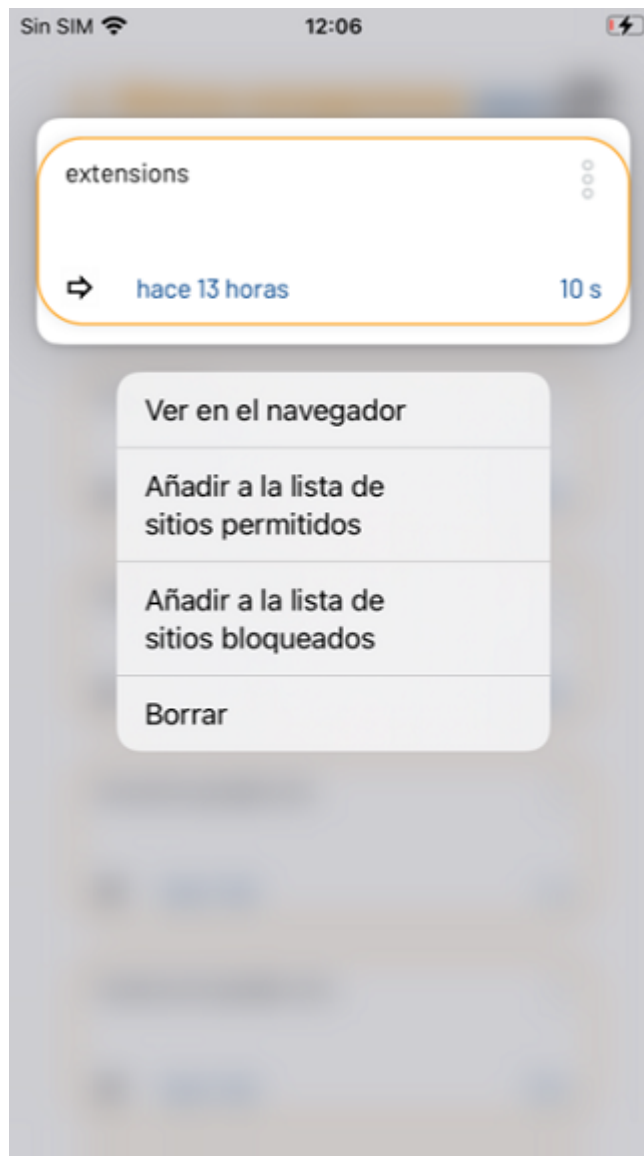 Sin SIM
12:06
extensions
hace 13 horas
10 s
Ver en el navegador
Añadir a la lista de
sitios permitidos
Añadir a la lista de
sitios bloqueados
Borrar